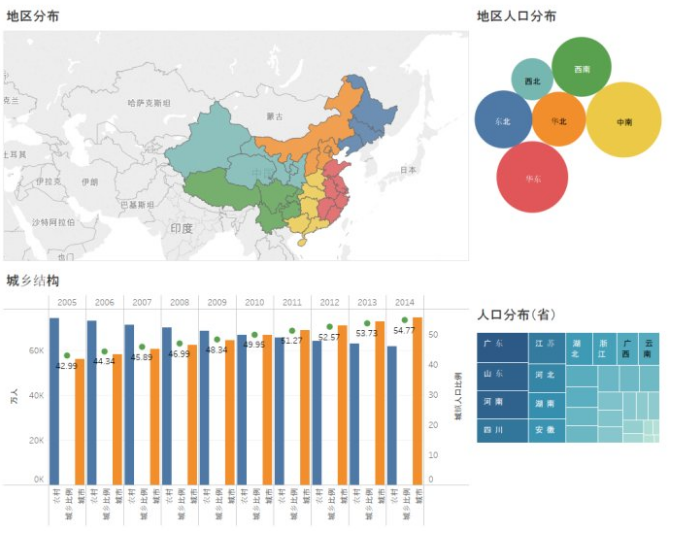 地区分布
地区人口分布
哈萨克斯坦
蒙古
土耳其
伊拉克
伊朗
巴基斯坦
沙特阿拉伯
印度
也门
日本
西南
西北
东北
华北
中南
华东
城乡结构
2005 2006 2007 2008 2009 2010 2011 2012 2013 2014
42.99 44.34 45.89 46.99 48.34 49.95 51.27 52.57 53.73 54.77
60K
40K
20K
0K
万人
50
40
30
20
10
0
城镇人口比例
农村 城乡比例 城市 农村 城乡比例 城市 农村 城乡比例 城市 农村 城乡比例 城市 农村 城乡比例 城市 农村 城乡比例 城市 农村 城乡比例 城市 农村 城乡比例 城市 农村 城乡比例 城市 农村 城乡比例 城市
人口分布(省)
广东
江苏
湖北
浙江
广西
云南
山东
河北
河南
湖南
四川
安徽